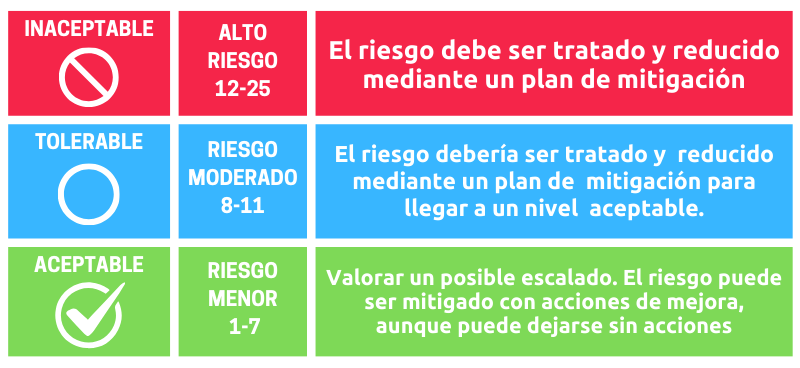 INACEPTABLE
ALTO
RIESGO
12-25
El riesgo debe ser tratado y reducido
mediante un plan de mitigación
TOLERABLE
RIESGO
MODERADO
8-11
El riesgo debería ser tratado y reducido
mediante un plan de mitigación para
llegar a un nivel aceptable.
ACEPTABLE
RIESGO
MENOR
1-7
Valorar un posible escalado. El riesgo puede
ser mitigado con acciones de mejora,
aunque puede dejarse sin acciones